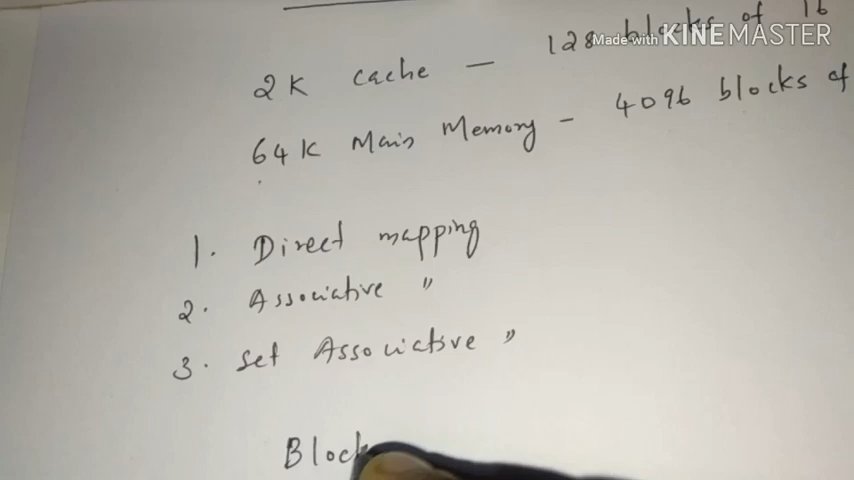 2K cache - 128 blocks of 16
Made with KINEMASTER
64K Main Memory - 4096 blocks of
1. Direct mapping
2. Associative "
3. Set Associative "
Block